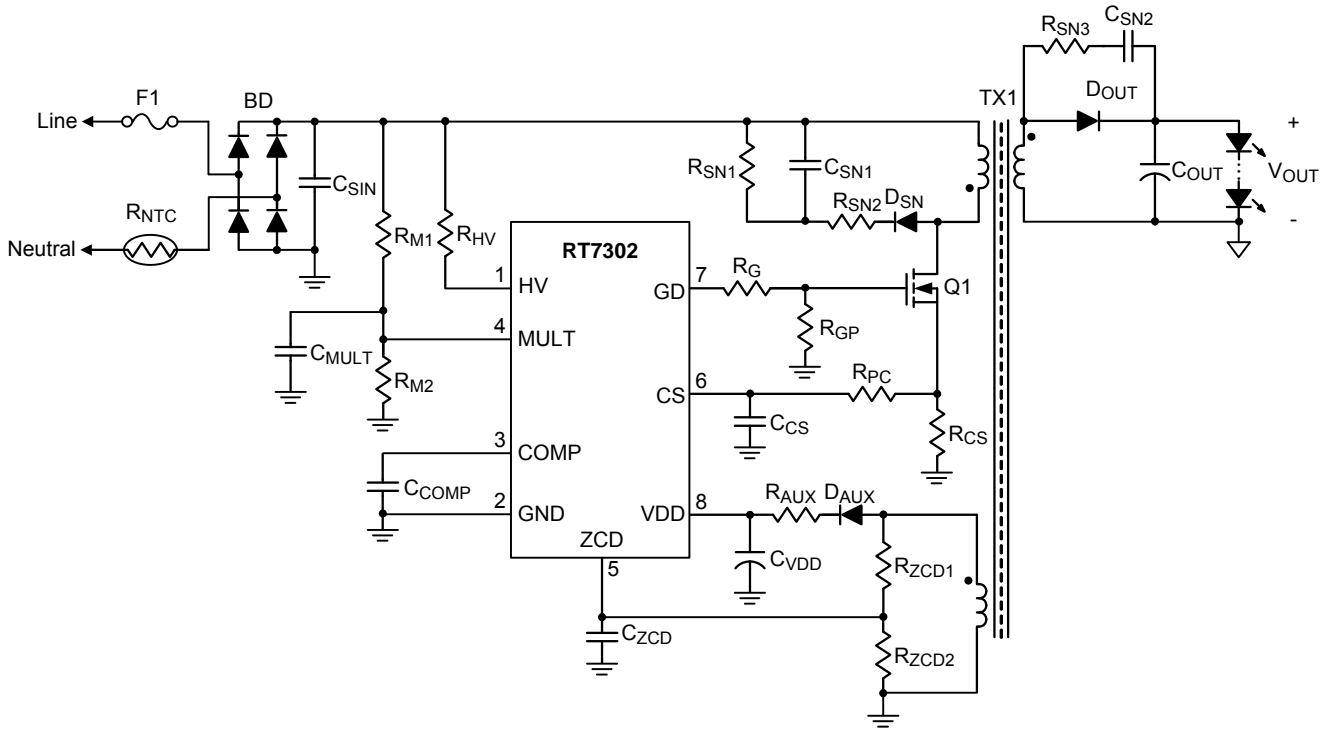 RSN3
CSN2
F1
BD
TX1
DOUT
Line
+
RSN1
CSN1
CSIN
COUT
VOUT
RNTC
RSN2
DSN
-
Neutral
RM1
RHV
RT7302
1
HV
7
GD
RG
Q1
4
MULT
RGP
CMULT
RM2
6
CS
RPC
CCS
RCS
3
COMP
CCOMP
2
GND
VDD
8
RAUX
DAUX
ZCD
5
CVDD
RZCD1
CZCD
RZCD2